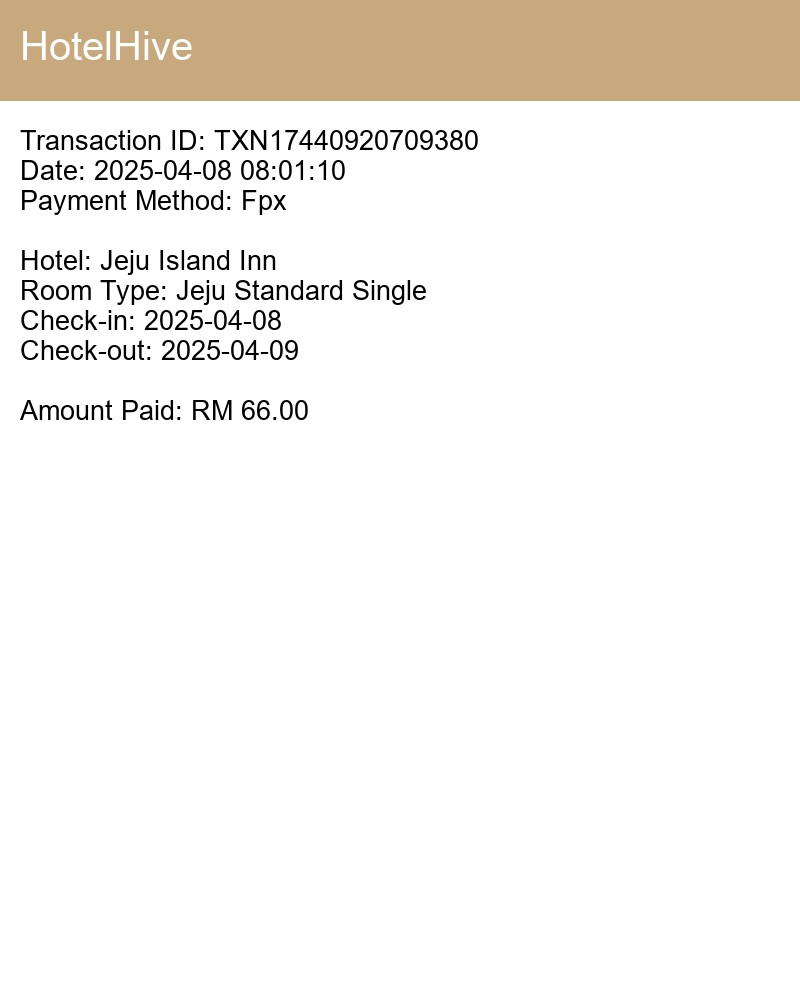 HotelHive
Transaction ID: TXN17440920709380
Date: 2025-04-08 08:01:10
Payment Method: Fpx
Hotel: Jeju Island Inn
Room Type: Jeju Standard Single
Check-in: 2025-04-08
Check-out: 2025-04-09
Amount Paid: RM 66.00